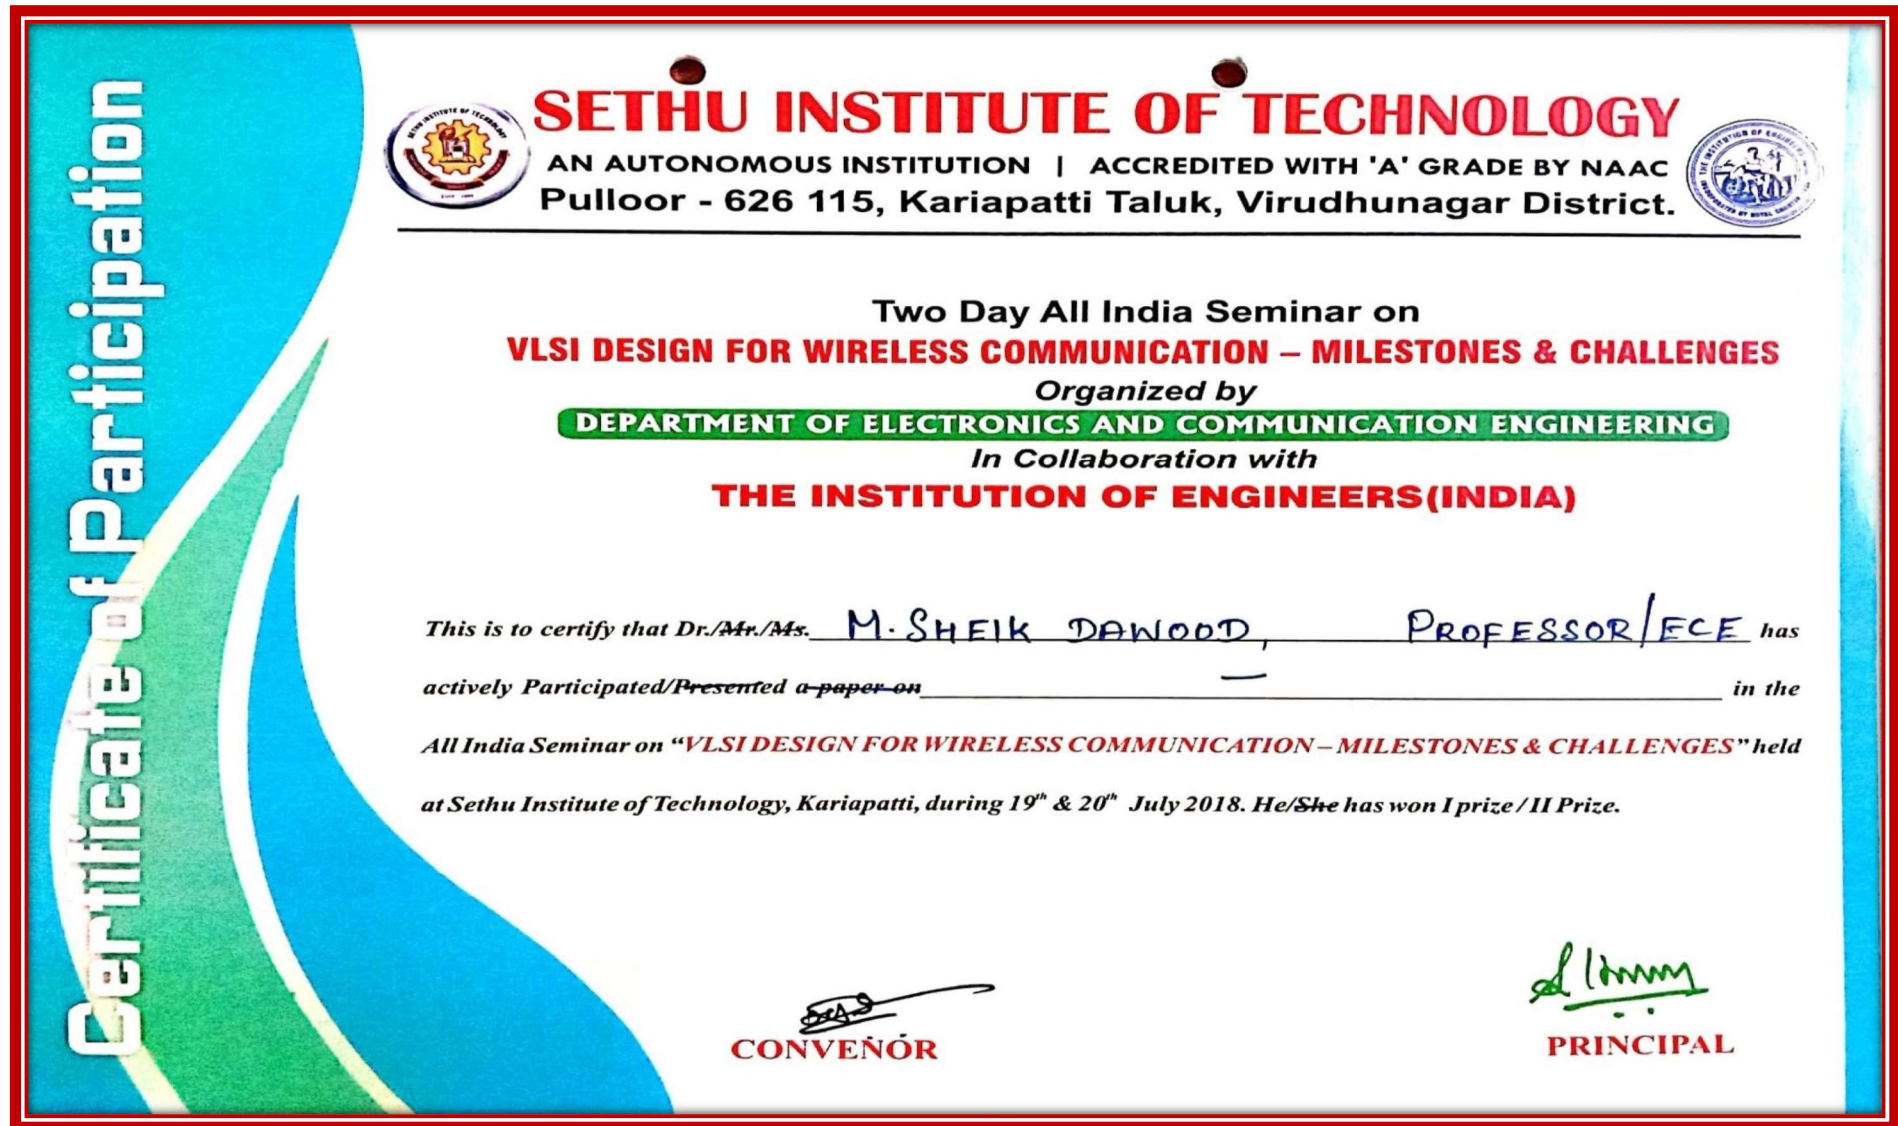 Certificate of Participation
SETHU INSTITUTE OF TECHNOLOGY
AN AUTONOMOUS INSTITUTION | ACCREDITED WITH 'A' GRADE BY NAAC
Pulloor - 626 115, Kariapatti Taluk, Virudhunagar District.
Two Day All India Seminar on
VLSI DESIGN FOR WIRELESS COMMUNICATION – MILESTONES & CHALLENGES
Organized by
DEPARTMENT OF ELECTRONICS AND COMMUNICATION ENGINEERING
In Collaboration with
THE INSTITUTION OF ENGINEERS(INDIA)
This is to certify that Dr./Mr./Ms. M. SHEIK DAWOOD, PROFESSOR/ECE has
actively Participated/Presented a paper on — in the
All India Seminar on “VLSI DESIGN FOR WIRELESS COMMUNICATION – MILESTONES & CHALLENGES” held
at Sethu Institute of Technology, Kariapatti, during 19th & 20th July 2018. He/She has won I prize / II Prize.
CONVENOR
PRINCIPAL